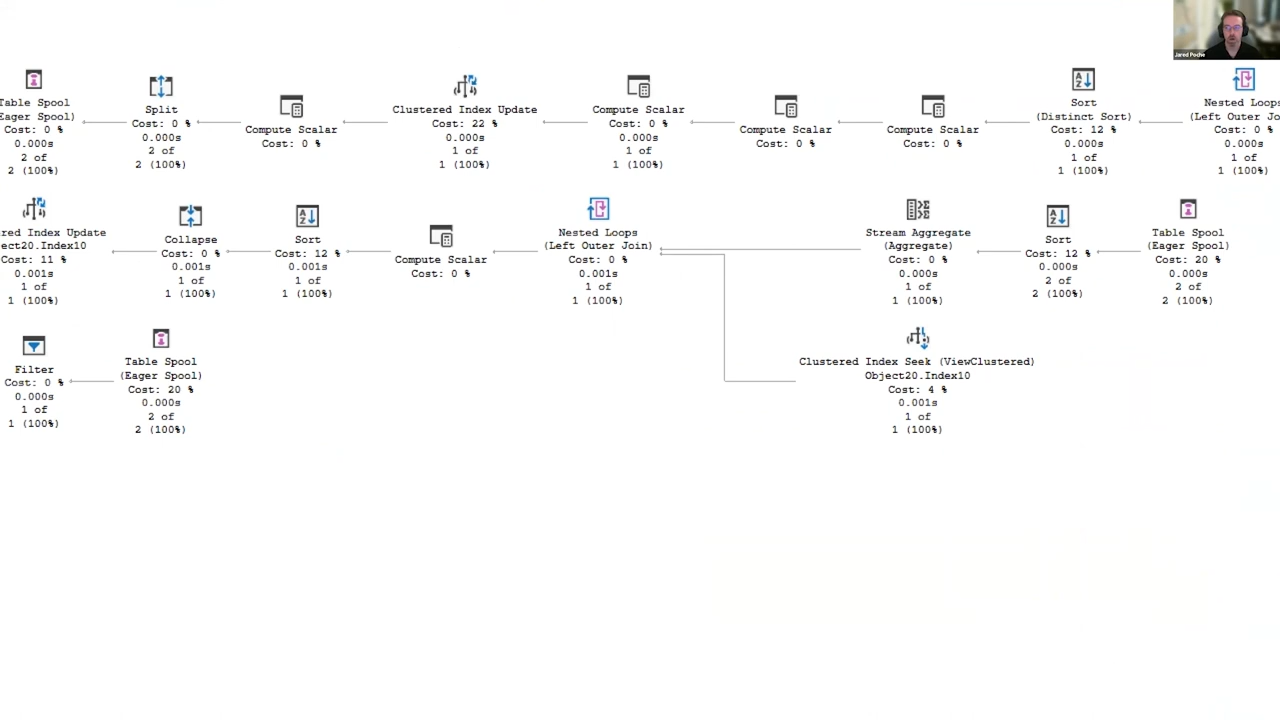 Jared Poche
Table Spool
(Eager Spool)
Cost: 0 %
0.000s
2 of
2 (100%)
Split
Cost: 0 %
0.000s
2 of
2 (100%)
Compute Scalar
Cost: 0 %
Clustered Index Update
Cost: 22 %
0.000s
1 of
1 (100%)
Compute Scalar
Cost: 0 %
0.000s
1 of
1 (100%)
Compute Scalar
Cost: 0 %
Compute Scalar
Cost: 0 %
Sort
(Distinct Sort)
Cost: 12 %
0.000s
1 of
1 (100%)
Nested Loops
(Left Outer Jo
Cost: 0 %
0.000s
1 of
1 (100%)
red Index Update
ect20.Index10
Cost: 11 %
0.001s
1 of
1 (100%)
Collapse
Cost: 0 %
0.001s
1 of
1 (100%)
Sort
Cost: 12 %
0.001s
1 of
1 (100%)
Compute Scalar
Cost: 0 %
Nested Loops
(Left Outer Join)
Cost: 0 %
0.001s
1 of
1 (100%)
Stream Aggregate
(Aggregate)
Cost: 0 %
0.000s
1 of
1 (100%)
Sort
Cost: 12 %
0.000s
2 of
2 (100%)
Table Spool
(Eager Spool)
Cost: 20 %
0.000s
2 of
2 (100%)
Filter
Cost: 0 %
0.000s
1 of
1 (100%)
Table Spool
(Eager Spool)
Cost: 20 %
0.000s
2 of
2 (100%)
Clustered Index Seek (ViewClustered)
Object20.Index10
Cost: 4 %
0.001s
1 of
1 (100%)